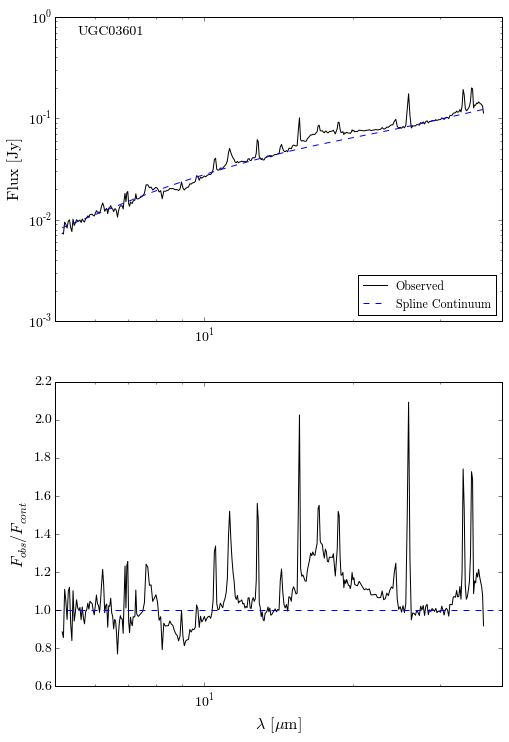 10^0
UGC03601
10^-1
Flux [Jy]
10^-2
Observed
Spline Continuum
10^-3
10^1
2.2
2.0
1.8
1.6
F_obs/F_cont
1.4
1.2
1.0
0.8
0.6
10^1
λ [μm]